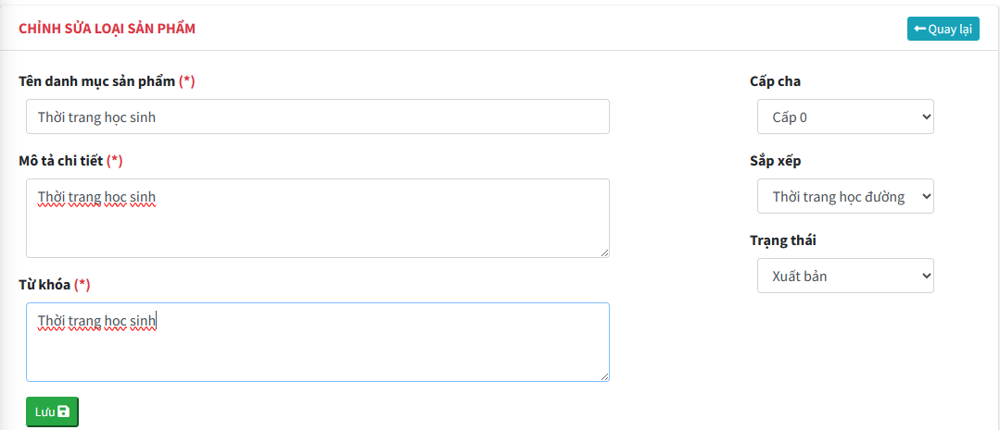 CHỈNH SỬA LOẠI SẢN PHẨM
Quay lại
Tên danh mục sản phẩm (*)
Thời trang học sinh
Mô tả chi tiết (*)
Thời trang học sinh
Từ khóa (*)
Thời trang học sinh
Lưu
Cấp cha
Cấp 0
Sắp xếp
Thời trang học đường
Trạng thái
Xuất bản